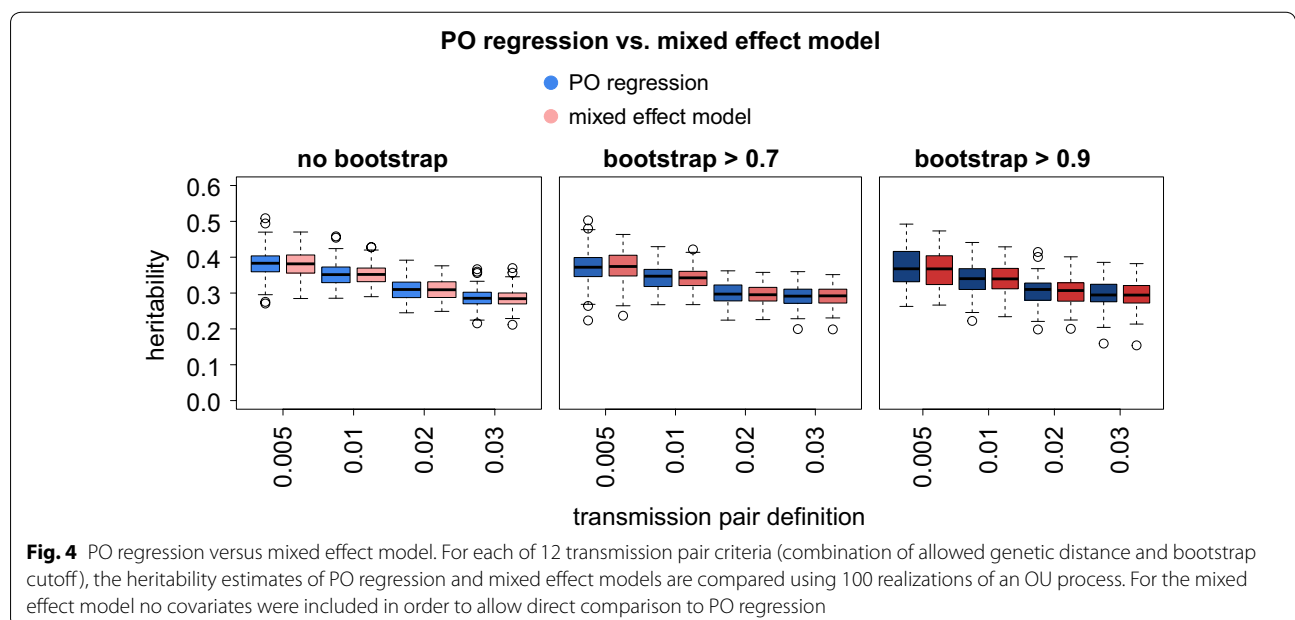 PO regression vs. mixed effect model
PO regression
mixed effect model
no bootstrap
bootstrap > 0.7
bootstrap > 0.9
heritability
0.6
0.5
0.4
0.3
0.2
0.1
0.0
0.005 0.01 0.02 0.03
0.005 0.01 0.02 0.03
0.005 0.01 0.02 0.03
transmission pair definition
Fig. 4 PO regression versus mixed effect model. For each of 12 transmission pair criteria (combination of allowed genetic distance and bootstrap
cutoff), the heritability estimates of PO regression and mixed effect models are compared using 100 realizations of an OU process. For the mixed
effect model no covariates were included in order to allow direct comparison to PO regression